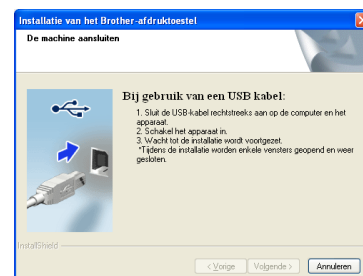 Installatie van het Brother-afdruktoestel
De machine aansluiten
Bij gebruik van een USB kabel:
1. Sluit de USB-kabel rechtstreeks aan op de computer en het
apparaat.
2. Schakel het apparaat in.
3. Wacht tot de installatie wordt voortgezet.
*Tijdens de installatie worden enkele vensters geopend en weer
gesloten.
InstallShield
< Vorige
Volgende >
Annuleren